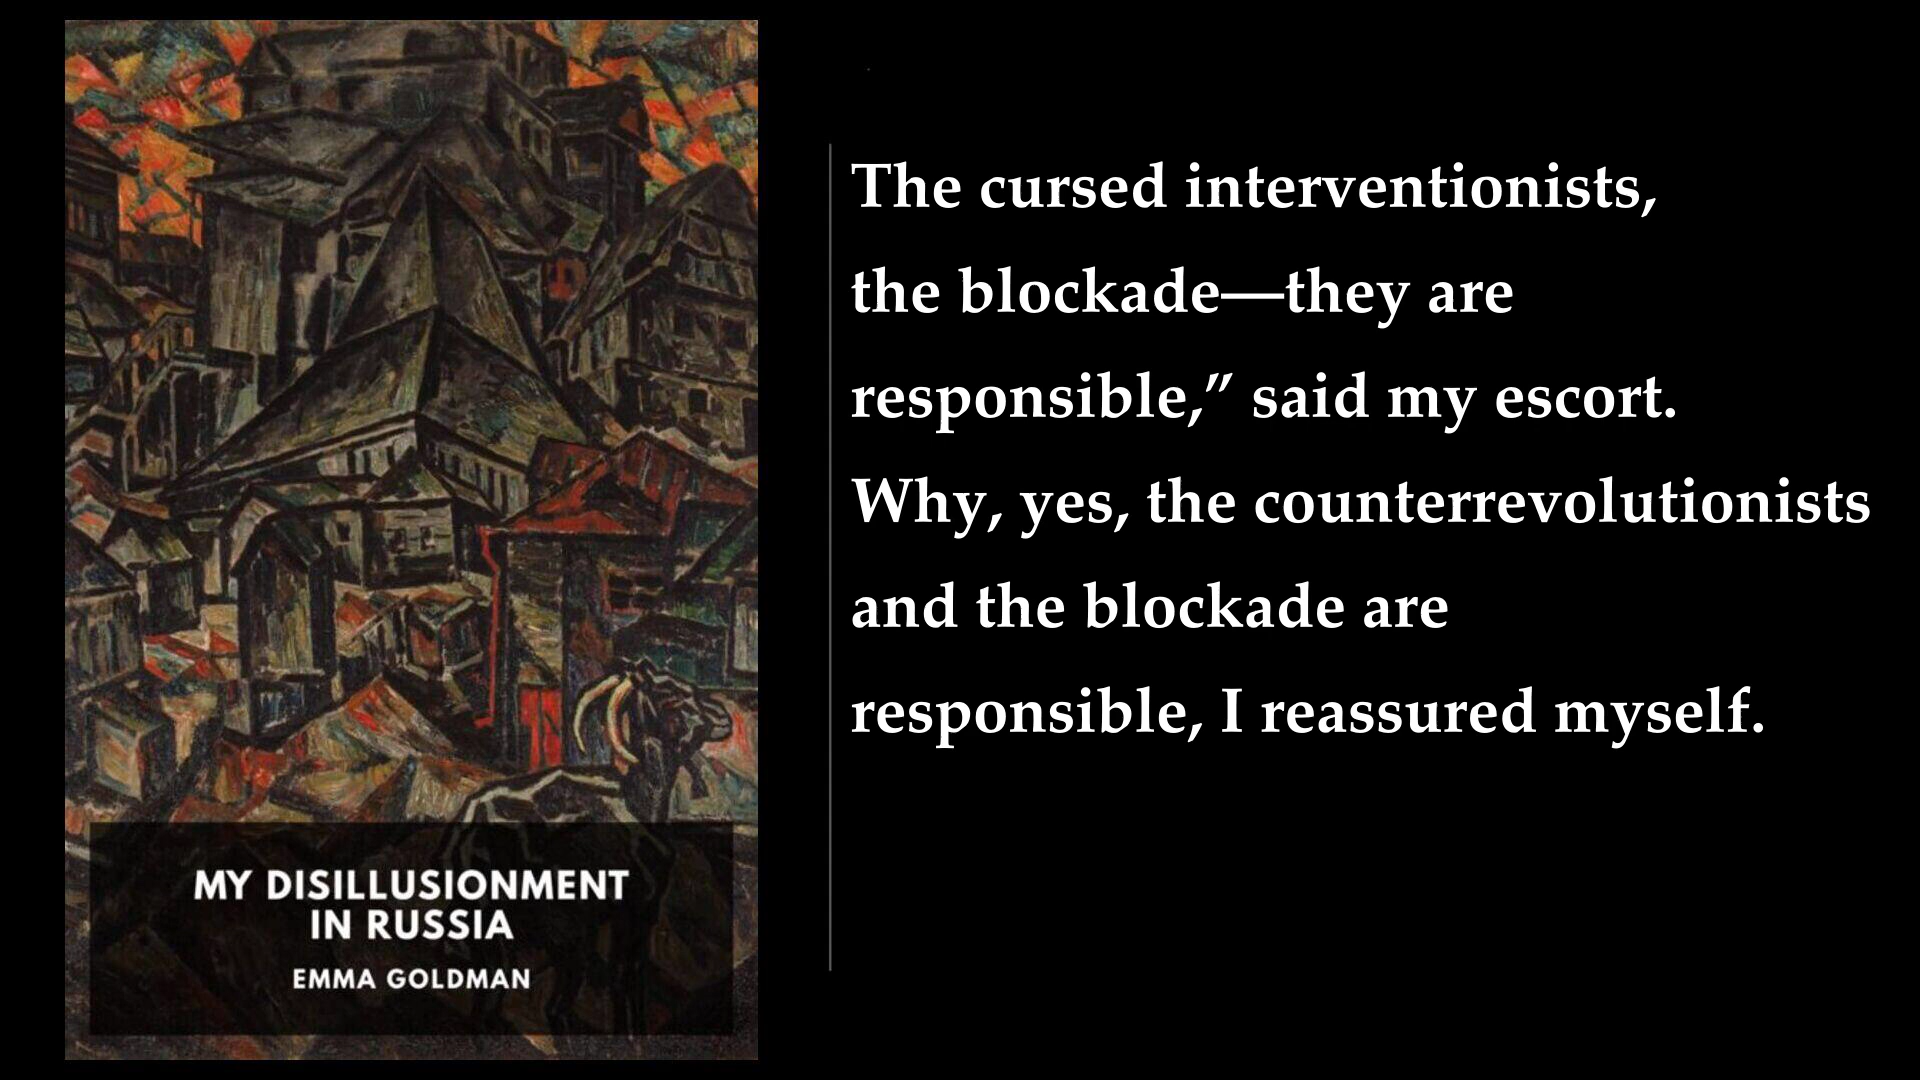 MY DISILLUSIONMENT
IN RUSSIA
EMMA GOLDMAN
The cursed interventionists,
the blockade—they are
responsible,” said my escort.
Why, yes, the counterrevolutionists
and the blockade are
responsible, I reassured myself.